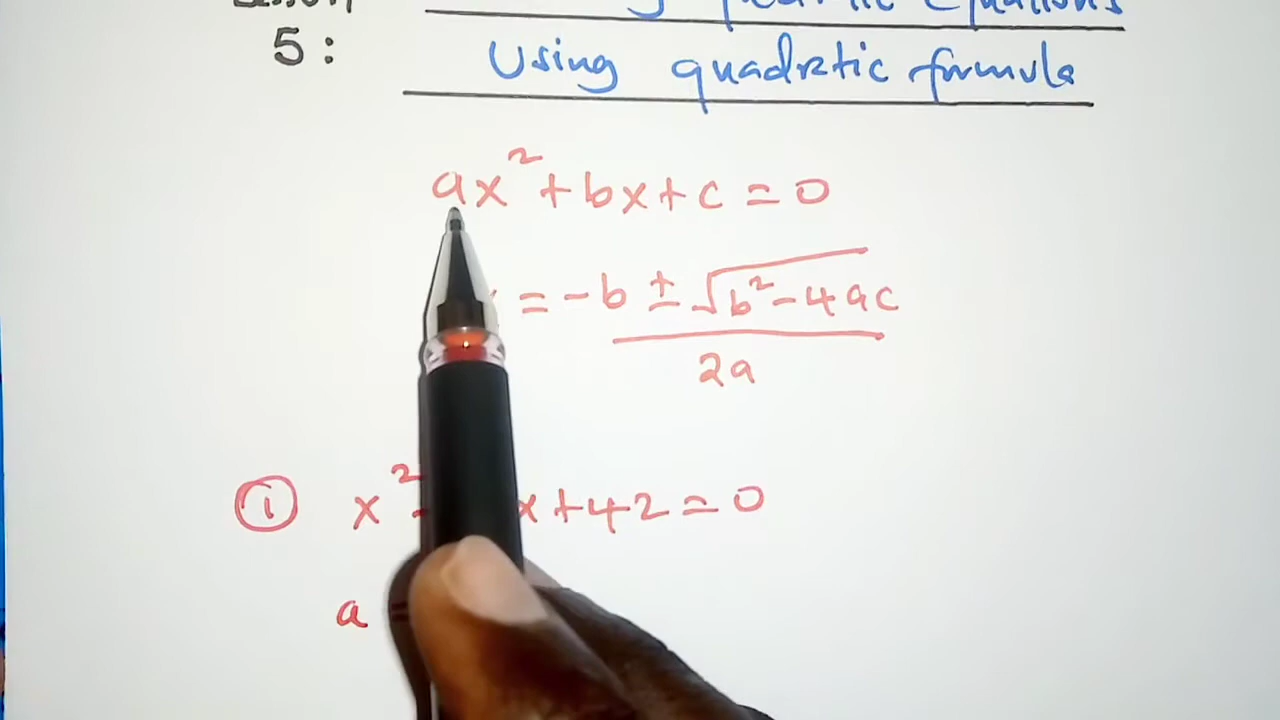 5:
Using quadratic formula
ax² + bx + c = 0
= -b ± √b² - 4ac
2a
① x² - x + 42 = 0
a